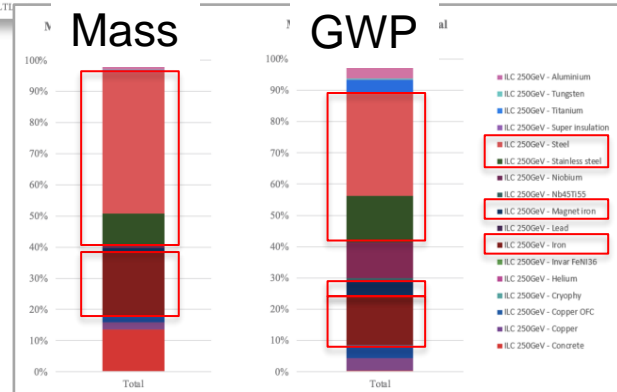 Mass
GWP
al
100%
90%
80%
70%
60%
50%
40%
30%
20%
10%
0%
Total
100%
90%
80%
70%
60%
50%
40%
30%
20%
10%
0%
Total
ILC 250GeV - Aluminium
ILC 250GeV - Tungsten
ILC 250GeV - Titanium
ILC 250GeV - Super insulation
ILC 250GeV - Steel
ILC 250GeV - Stainless steel
ILC 250GeV - Niobium
ILC 250GeV - Nb45Ti55
ILC 250GeV - Magnet iron
ILC 250GeV - Lead
ILC 250GeV - Iron
ILC 250GeV - Invar FeNI36
ILC 250GeV - Helium
ILC 250GeV - Cryophy
ILC 250GeV - Copper OFC
ILC 250GeV - Copper
ILC 250GeV - Concrete